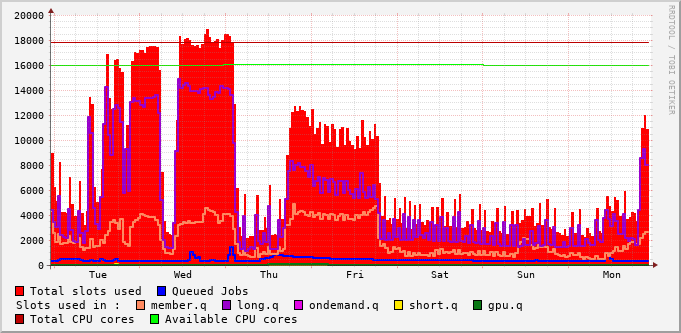 20000
18000
16000
14000
12000
10000
8000
6000
4000
2000
0
Tue Wed Thu Fri Sat Sun Mon
RRDTOOL / TOBI OETIKER
Total slots used Queued Jobs
Slots used in : member.q long.q ondemand.q short.q gpu.q
Total CPU cores Available CPU cores